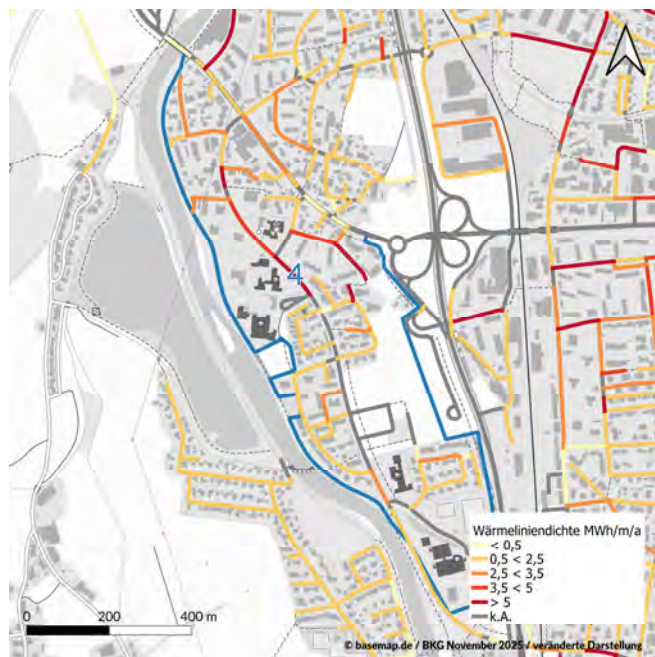 4
Wärmeliniendichte MWh/m/a
< 0,5
0,5 < 2,5
2,5 < 3,5
3,5 < 5
> 5
k.A.
0 200 400 m
© basemap.de / BKG November 2025 / veränderte Darstellung